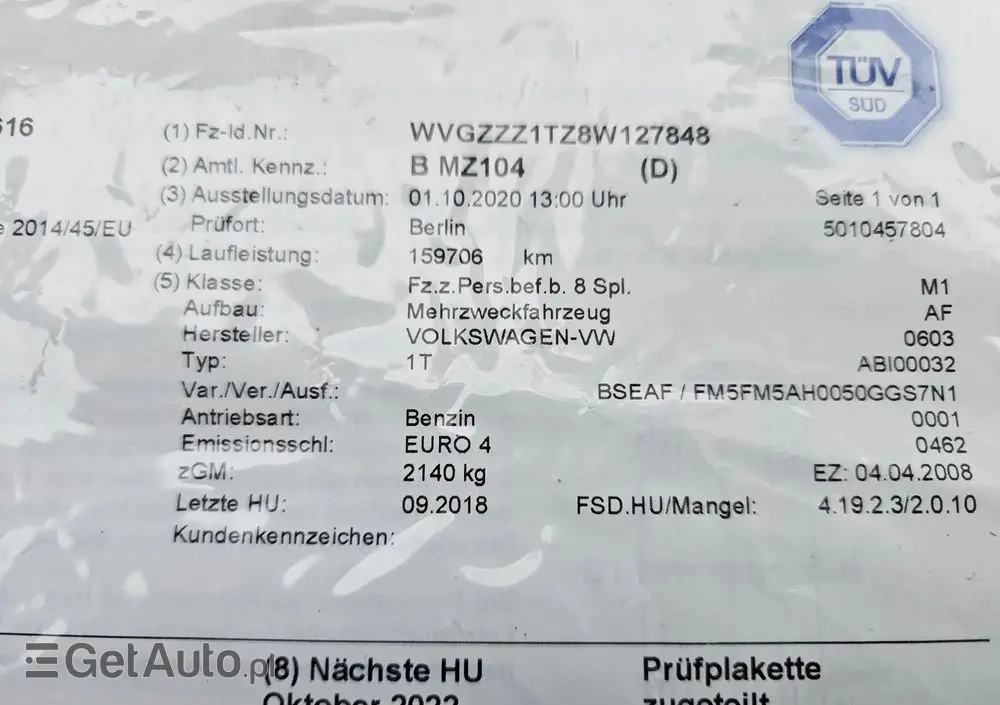 TÜV
SÜD
616
(1) Fz-Id.Nr.: WVGZZZ1TZ8W127848
(2) Amtl. Kennz.: B MZ104 (D)
(3) Ausstellungsdatum: 01.10.2020 13:00 Uhr Seite 1 von 1
e 2014/45/EU Prüfort: Berlin 5010457804
(4) Laufleistung: 159706 km
(5) Klasse: Fz.z.Pers.bef.b. 8 Spl. M1
Aufbau: Mehrzweckfahrzeug AF
Hersteller: VOLKSWAGEN-VW 0603
Typ: 1T ABI00032
Var./Ver./Ausf.: BSEAF / FM5FM5AH0050GGS7N1
Antriebsart: Benzin 0001
Emissionsschl: EURO 4 0462
zGM: 2140 kg EZ: 04.04.2008
Letzte HU: 09.2018 FSD.HU/Mangel: 4.19.2.3/2.0.10
Kundenkennzeichen:
GetAuto.pl
(8) Nächste HU Prüfplakette
Oktober 2022 zugeteilt